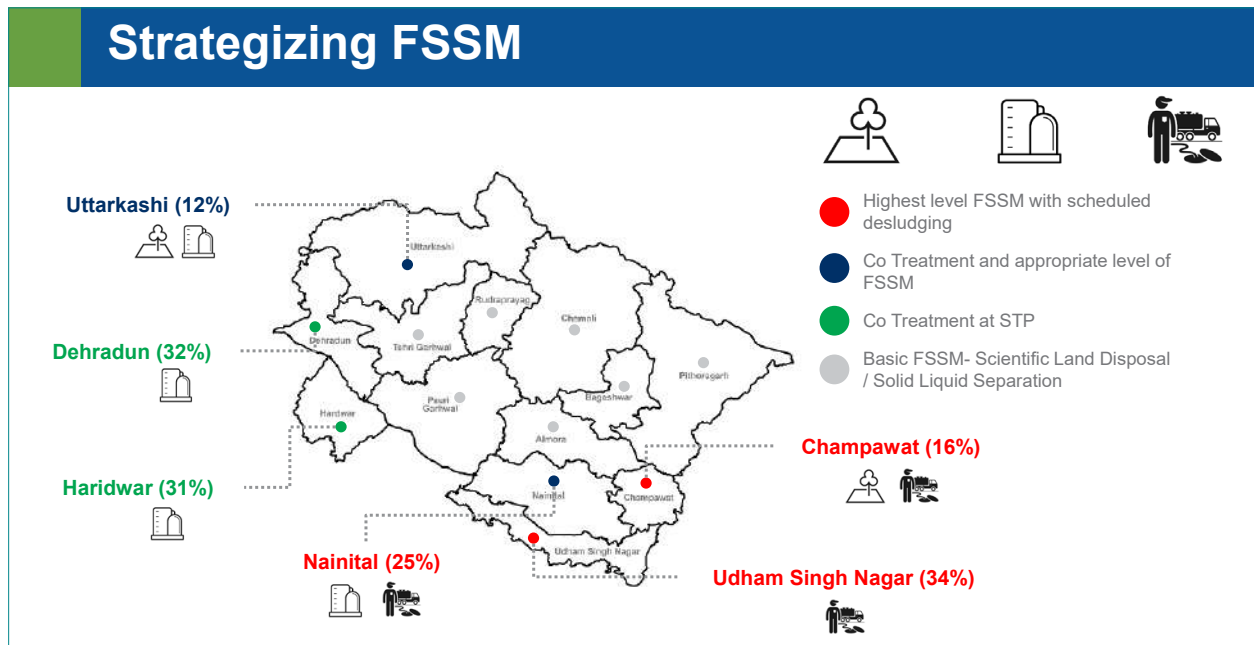 Strategizing FSSM
Uttarkashi (12%)
Dehradun (32%)
Haridwar (31%)
Nainital (25%)
Udham Singh Nagar (34%)
Champawat (16%)
Highest level FSSM with scheduled
desludging
Co Treatment and appropriate level of
FSSM
Co Treatment at STP
Basic FSSM- Scientific Land Disposal
/ Solid Liquid Separation
Uttarkashi
Rudraprayag
Chamoli
Dehradun
Tehri Garhwal
Pithoragarh
Bageshwar
Pauri
Garhwal
Hardwar
Almora
Nainital
Champawat
Udham Singh Nagar